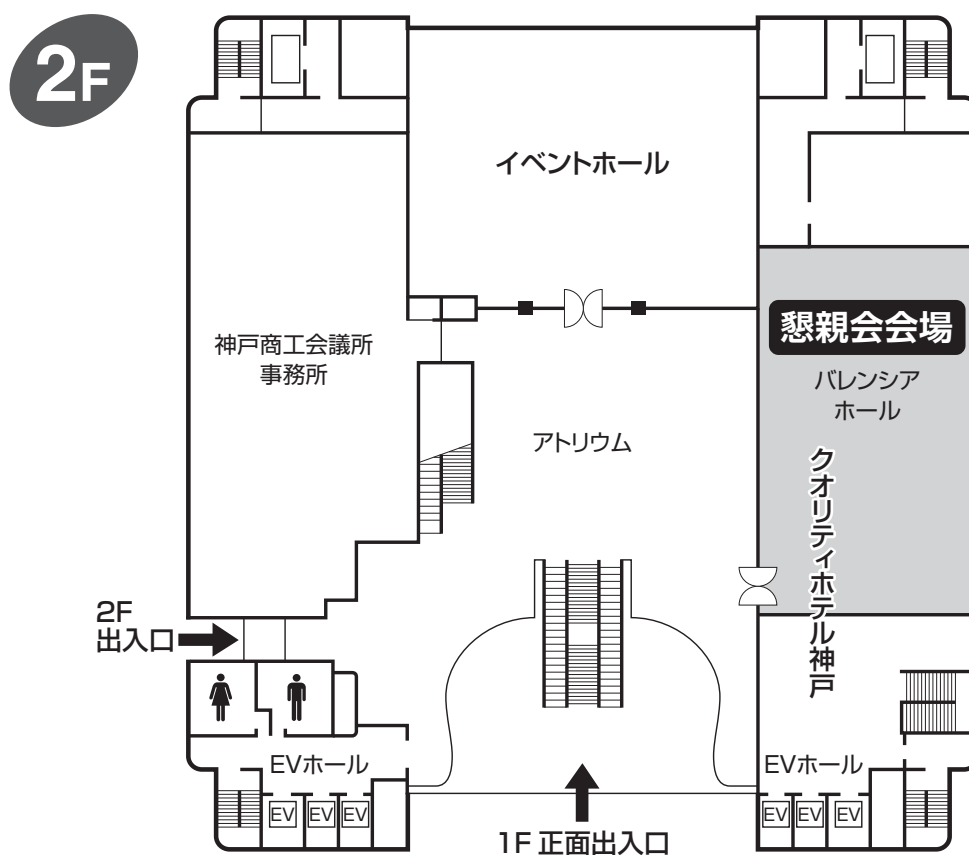 2F
イベントホール
神戸商工会議所
事務所
懇親会会場
バレンシア
ホール
アトリウム
クオリティホテル神戸
2F
出入口
EVホール
EVホール
EV
EV
EV
EV
EV
EV
1F 正面出入口